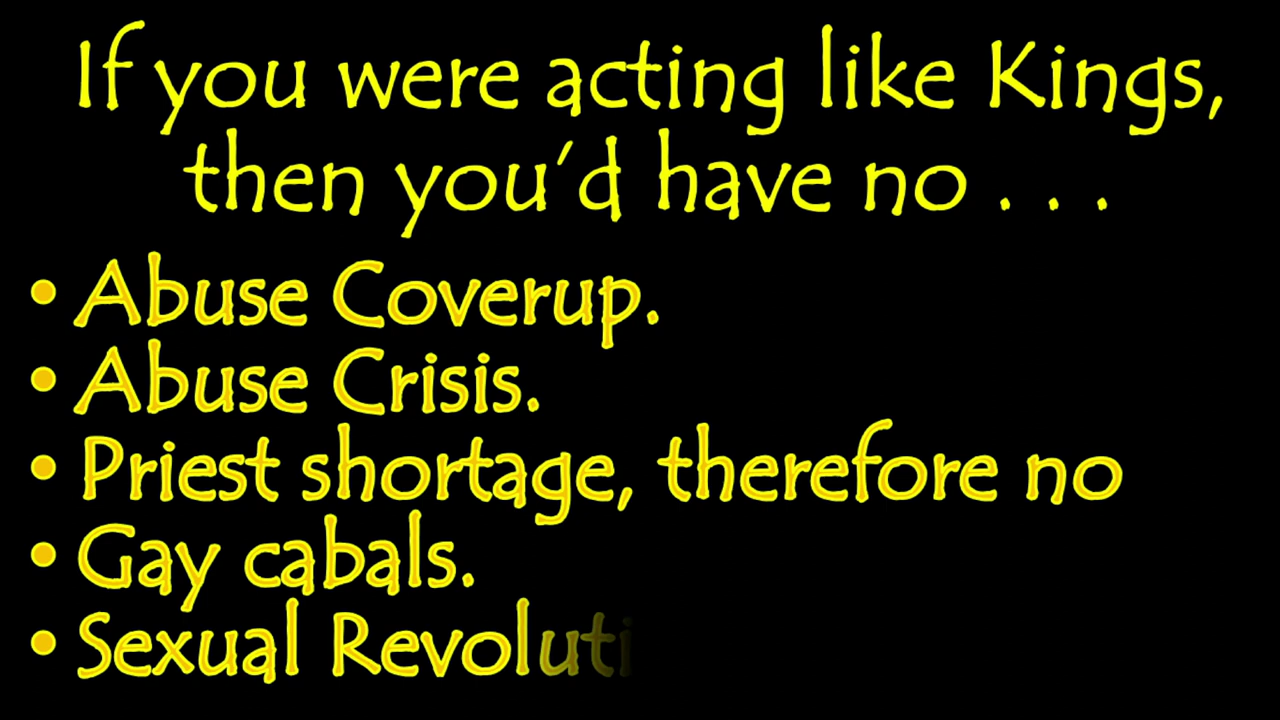 If you were acting like Kings,
then you'd have no . . .
• Abuse Coverup.
• Abuse Crisis.
• Priest shortage, therefore no
• Gay cabals.
• Sexual Revoluti